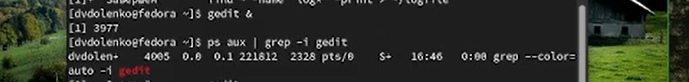 [dvdolenko@fedora ~]$ gedit &
[1] 3977
[dvdolenko@fedora ~]$ ps aux | grep -i gedit
dvdolen+ 4005 0.0 0.1 221812 2328 pts/0 S+ 16:46 0:00 grep --color=
auto -i gedit